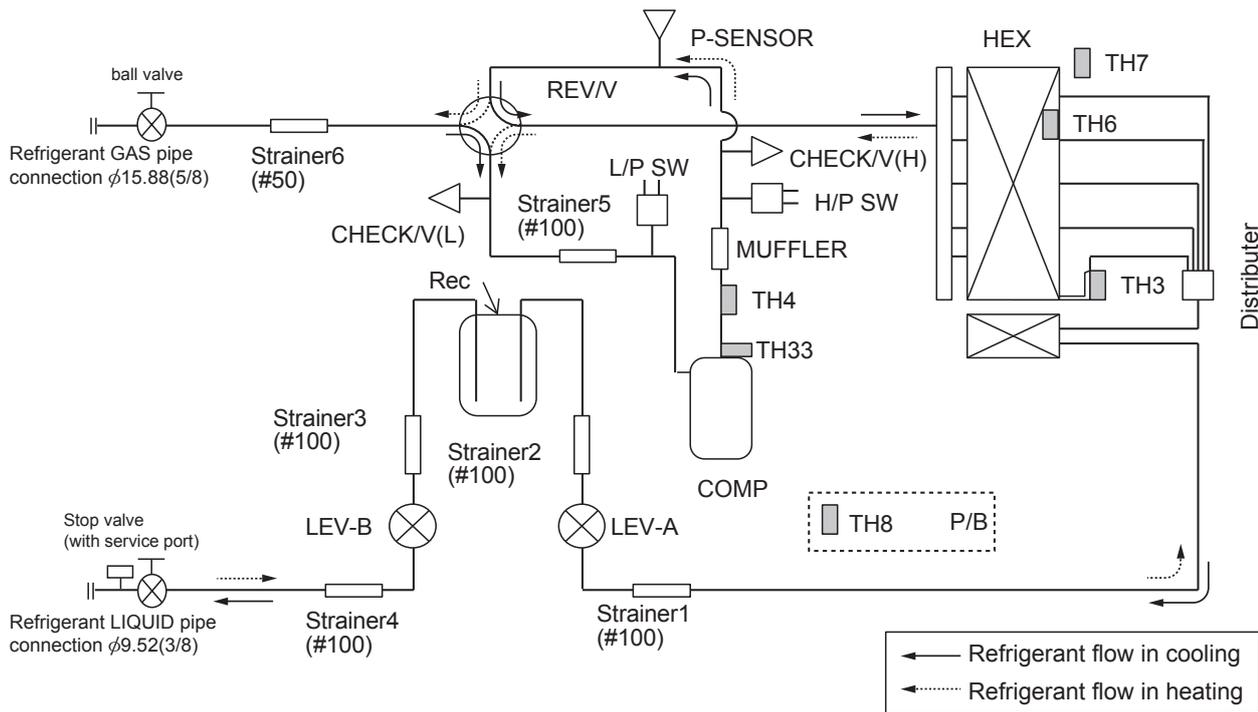 P-SENSOR
HEX
TH7
ball valve
REV/V
TH6
Refrigerant GAS pipe
connection ϕ15.88(5/8)
Strainer6
(#50)
CHECK/V(H)
L/P SW
H/P SW
Strainer5
(#100)
CHECK/V(L)
MUFFLER
Rec
TH4
TH3
Distributer
TH33
Strainer3
(#100)
Strainer2
(#100)
COMP
Stop valve
(with service port)
LEV-B
LEV-A
TH8
P/B
Refrigerant LIQUID pipe
connection ϕ9.52(3/8)
Strainer4
(#100)
Strainer1
(#100)
Refrigerant flow in cooling
Refrigerant flow in heating